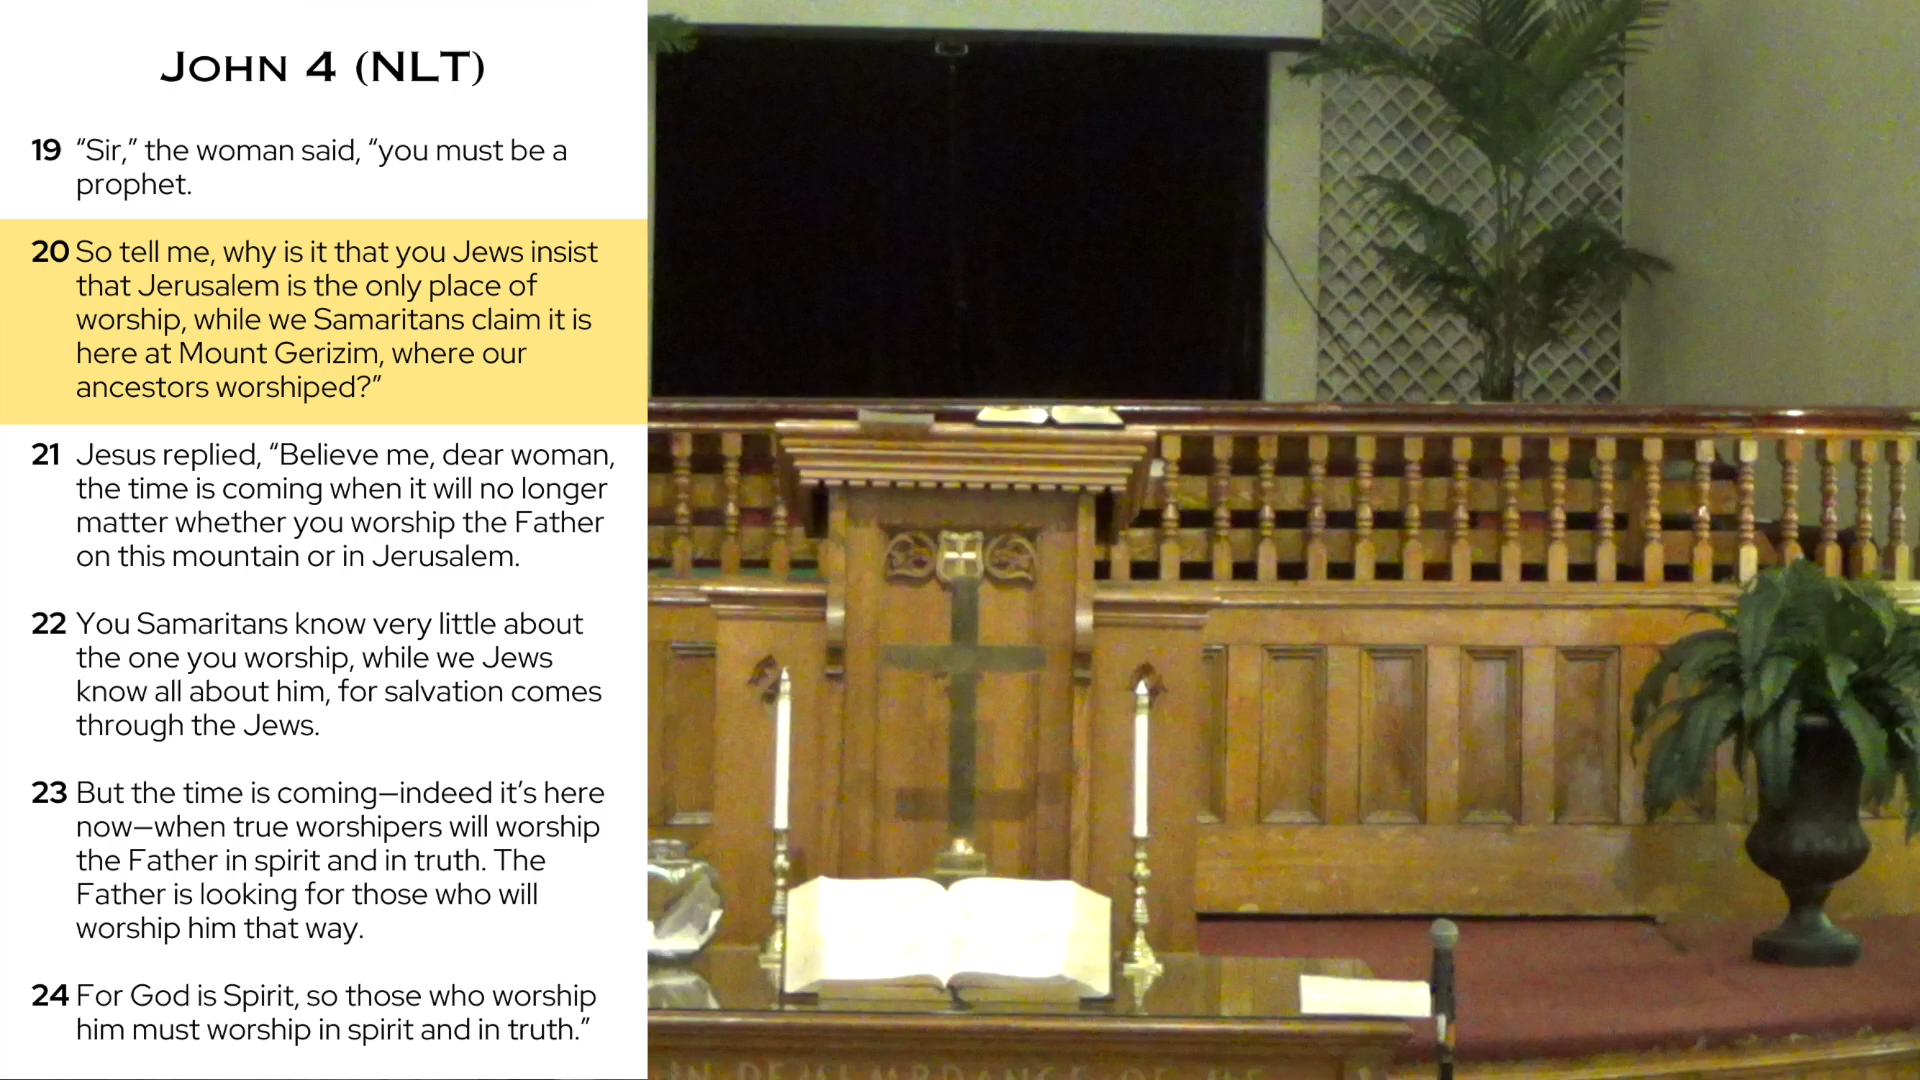 John 4 (NLT)
19 “Sir,” the woman said, “you must be a
prophet.
20 So tell me, why is it that you Jews insist
that Jerusalem is the only place of
worship, while we Samaritans claim it is
here at Mount Gerizim, where our
ancestors worshiped?”
21 Jesus replied, “Believe me, dear woman,
the time is coming when it will no longer
matter whether you worship the Father
on this mountain or in Jerusalem.
22 You Samaritans know very little about
the one you worship, while we Jews
know all about him, for salvation comes
through the Jews.
23 But the time is coming—indeed it’s here
now—when true worshipers will worship
the Father in spirit and in truth. The
Father is looking for those who will
worship him that way.
24 For God is Spirit, so those who worship
him must worship in spirit and in truth.”
IN REMEMBRANCE OF ME